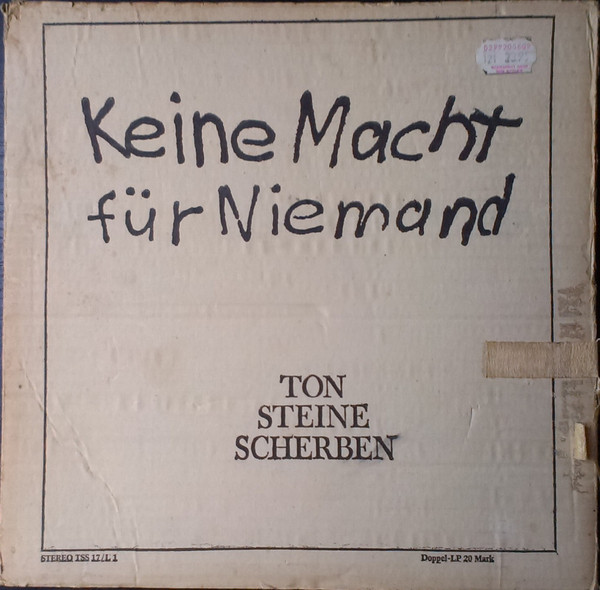 Keine Macht
für Niemand
TON
STEINE
SCHERBEN
STEREO TSS 17/L 1
Doppel-LP 20 Mark